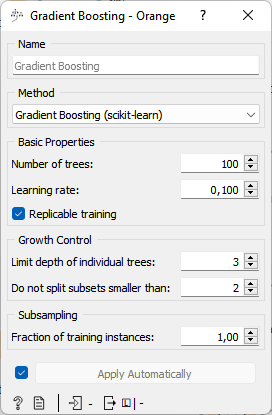 Gradient Boosting - Orange ? ×
Name
Gradient Boosting
Method
Gradient Boosting (scikit-learn)
Basic Properties
Number of trees: 100
Learning rate: 0,100
Replicable training
Growth Control
Limit depth of individual trees: 3
Do not split subsets smaller than: 2
Subsampling
Fraction of training instances: 1,00
Apply Automatically
? - -